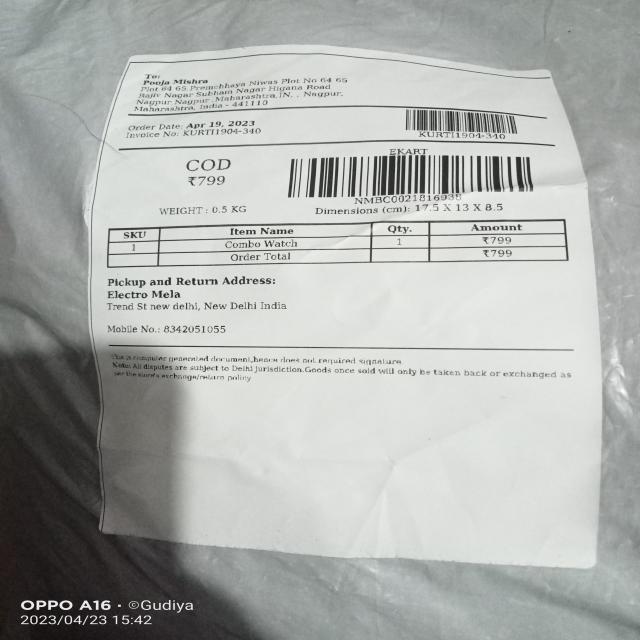 To:
Pooja Mishra
Plot 64 65 Premchhaya Niwas Plot No 64 65
Rajiv Nagar Subham Nagar Higana Road
Nagpur Nagpur ,Maharashtra,IN, , Nagpur,
Maharashtra, India - 441110
Order Date: Apr 19, 2023
Invoice No: KURTI1904-340
KURTI1904-340
COD
₹799
WEIGHT : 0.5 KG
EKART
NMBC0021816938
Dimensions (cm): 17.5 X 13 X 8.5
SKU Item Name Qty. Amount
1 Combo Watch 1 ₹799
Order Total ₹799
Pickup and Return Address:
Electro Mela
Trend St new delhi, New Delhi India
Mobile No.: 8342051055
This is computer generated document,hence does not required signature.
Note: All disputes are subject to Delhi jurisdiction.Goods once sold will only be taken back or exchanged as
per the store's exchange/return policy
OPPO A16 · ©Gudiya
2023/04/23 15:42